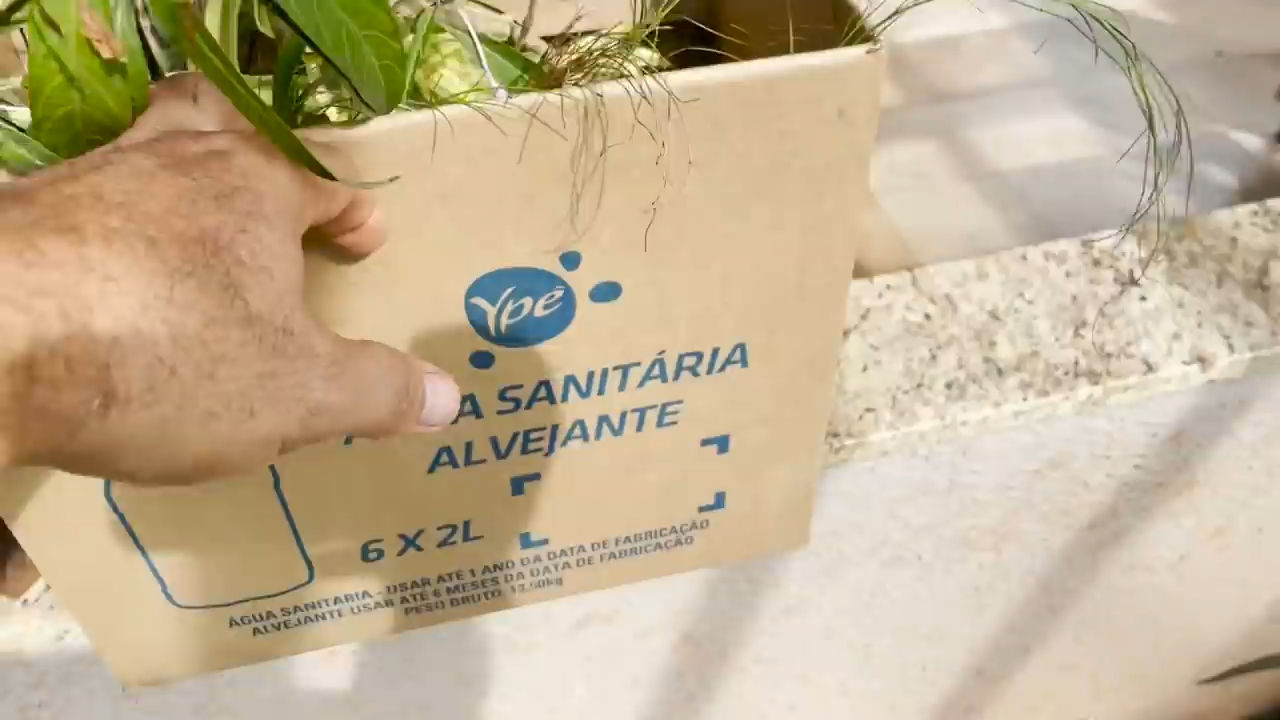 Ypê
A SANITÁRIA
ALVEJANTE
6 X 2L
ÁGUA SANITÁRIA - USAR ATÉ 1 ANO DA DATA DE FABRICAÇÃO
ALVEJANTE USAR ATÉ 6 MESES DA DATA DE FABRICAÇÃO
PESO BRUTO: 13,50kg